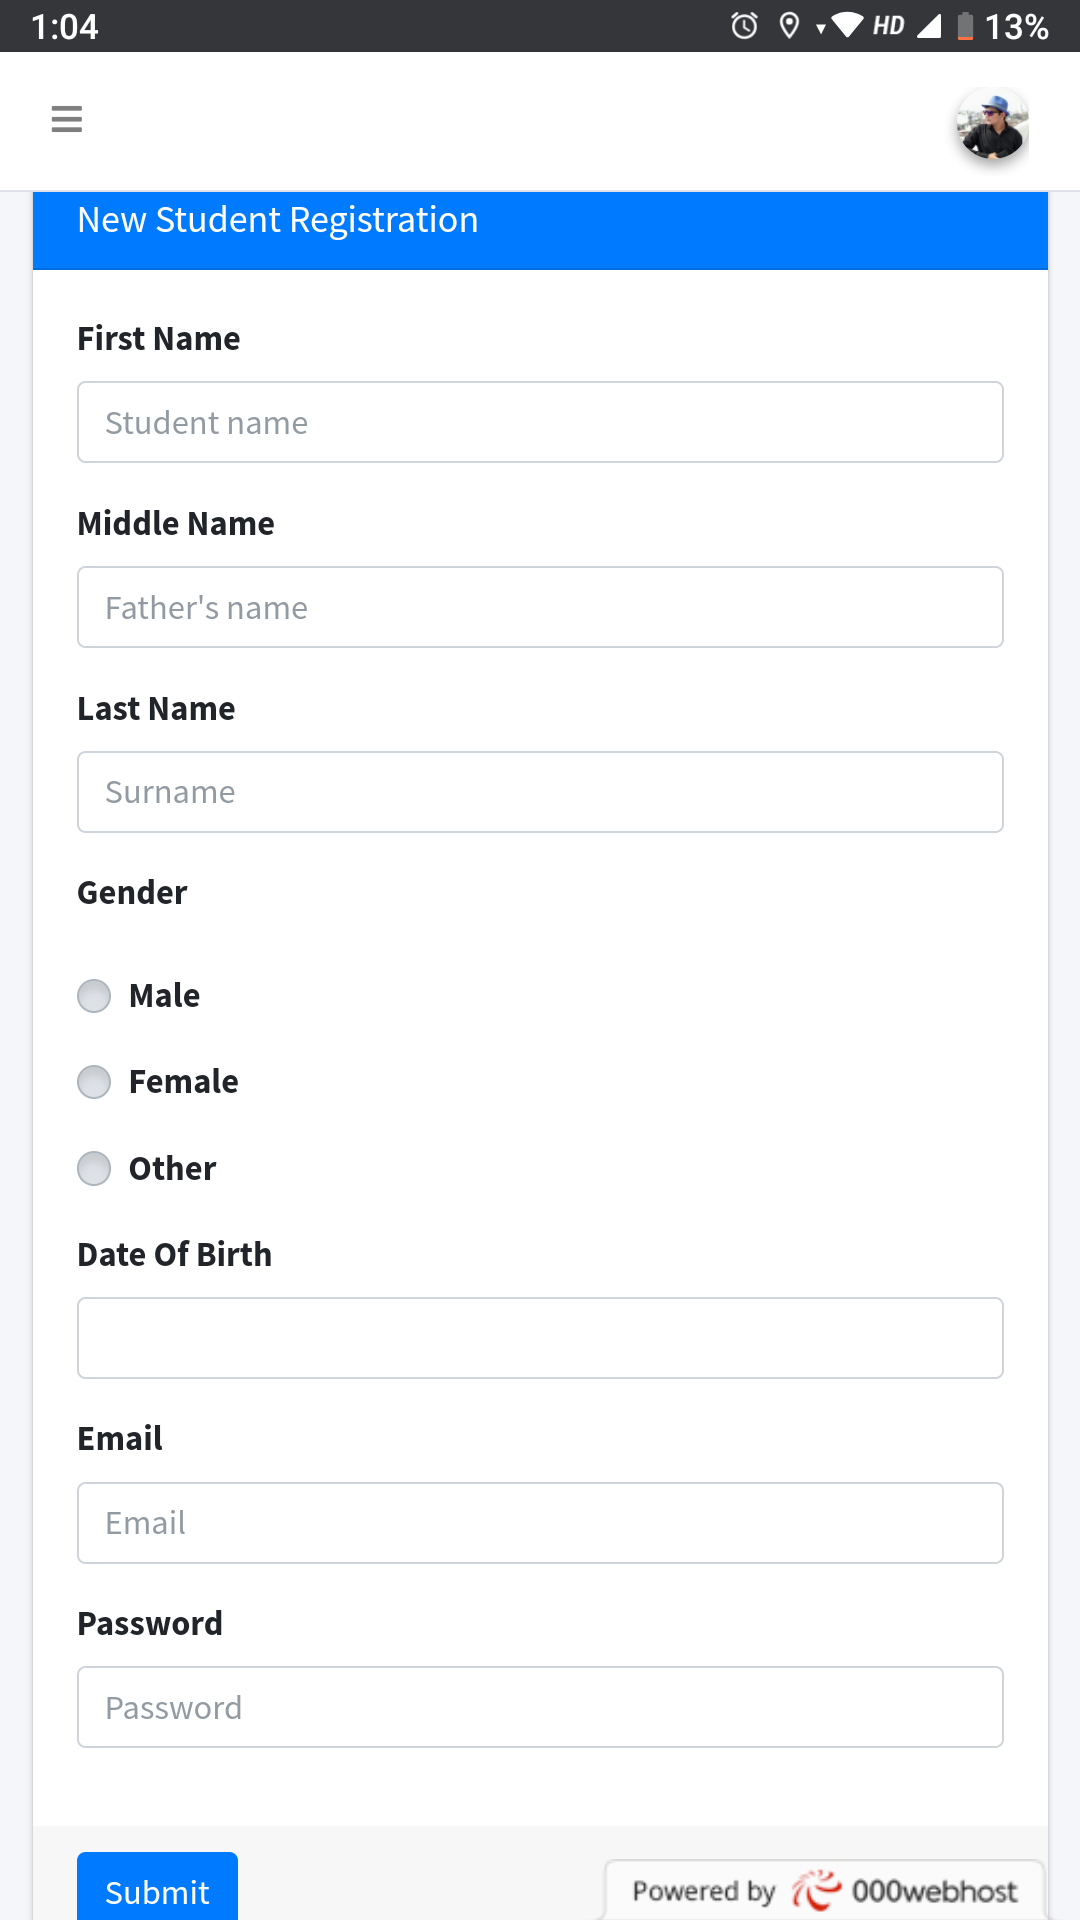 1:04 HD 13%
New Student Registration
First Name
Student name
Middle Name
Father's name
Last Name
Surname
Gender
Male
Female
Other
Date Of Birth
Email
Email
Password
Password
Submit
Powered by 000webhost